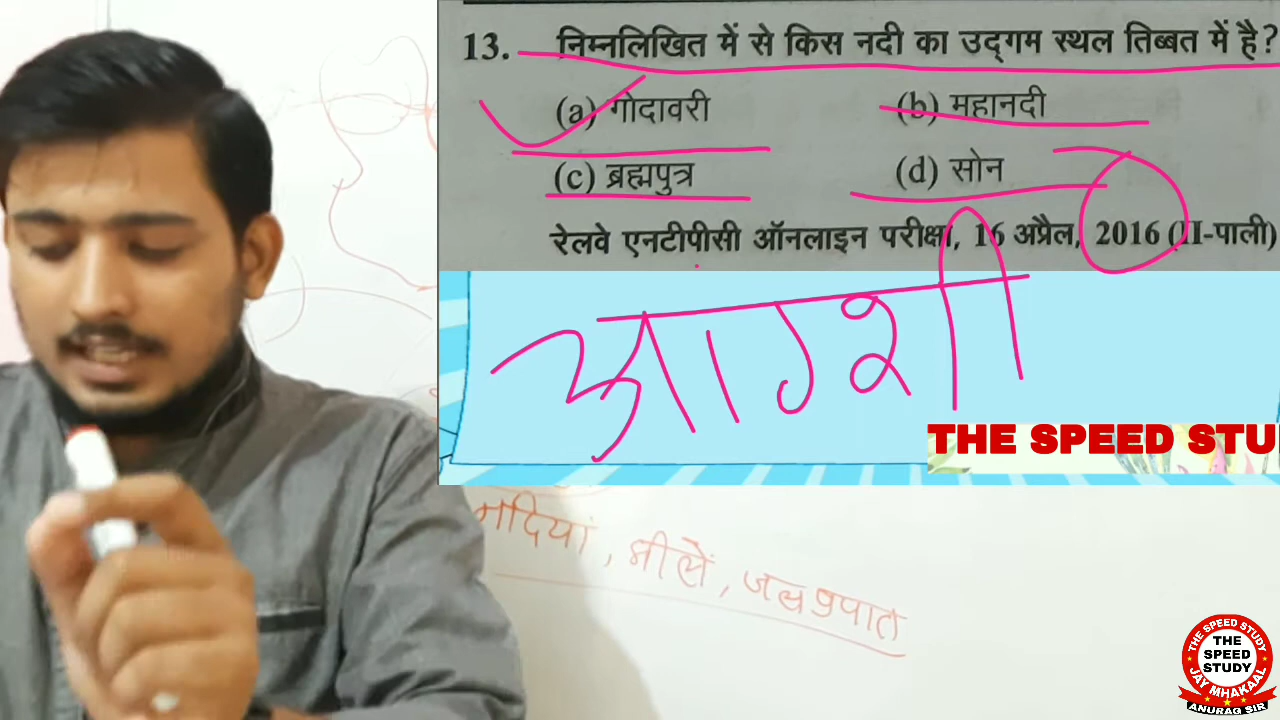 13. निम्नलिखित में से किस नदी का उद्गम स्थल तिब्बत में है?
(a) गोदावरी (b) महानदी
(c) ब्रह्मपुत्र (d) सोन
रेलवे एनटीपीसी ऑनलाइन परीक्षा, 16 अप्रैल, 2016 (II-पाली)
THE SPEED STU
नदियां, झीलें, जलप्रपात
THE SPEED STUDY
THE
SPEED
STUDY
JAY MHAKAAL
ANURAG SIR